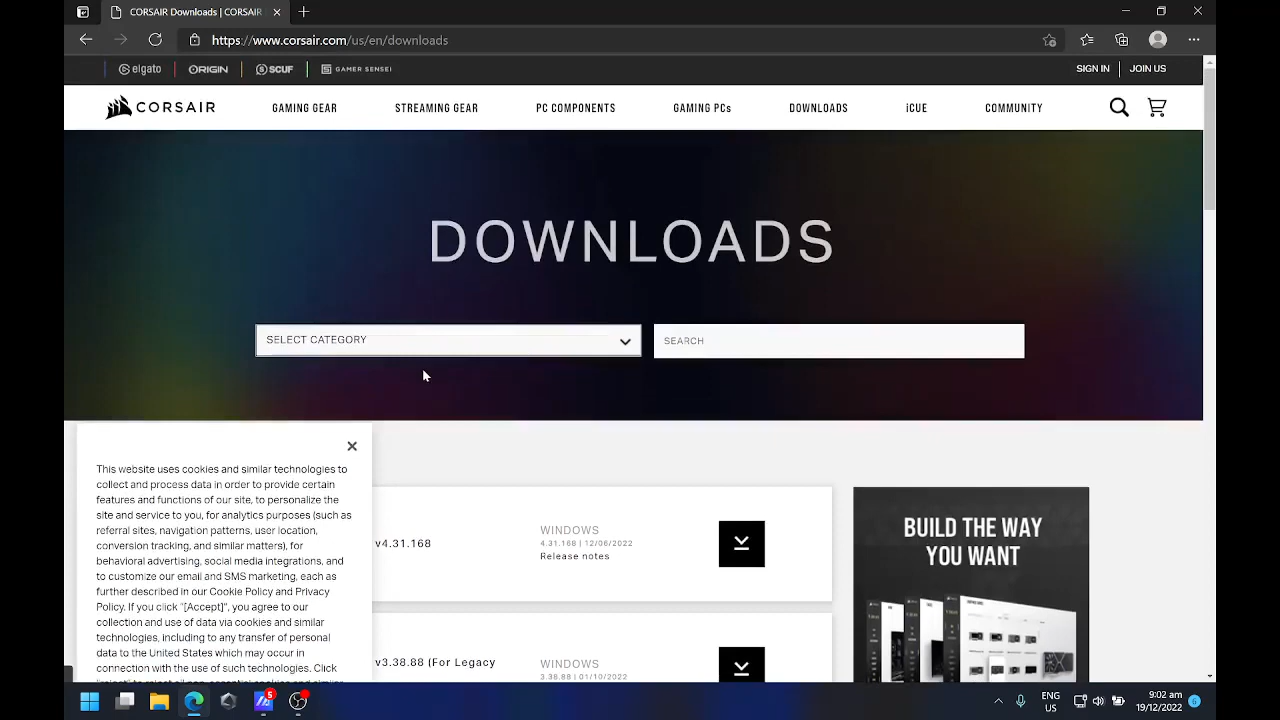 CORSAIR Downloads | CORSAIR
https://www.corsair.com/us/en/downloads
elgato
ORIGIN
SCUF
GAMER SENSEI
SIGN IN
JOIN US
CORSAIR
GAMING GEAR
STREAMING GEAR
PC COMPONENTS
GAMING PCs
DOWNLOADS
iCUE
COMMUNITY
DOWNLOADS
SELECT CATEGORY
SEARCH
This website uses cookies and similar technologies to
collect and process data in order to provide certain
features and functions of our site, to personalize the
site and service to you, for analytics purposes (such as
referral sites, navigation patterns, user location,
conversion tracking, and similar matters), for
behavioral advertising, social media integrations, and
to customize our email and SMS marketing, each as
further described in our Cookie Policy and Privacy
Policy. If you click "[Accept]", you agree to our
collection and use of data via cookies and similar
technologies, including to any transfer of personal
data to the United States which may occur in
connection with the use of such technologies. Click
v4.31.168
WINDOWS
4.31.168 | 12/06/2022
Release notes
v3.38.88 (For Legacy
WINDOWS
3.38.88 | 01/10/2022
BUILD THE WAY
YOU WANT
5
ENG
US
9:02 am
19/12/2022
6